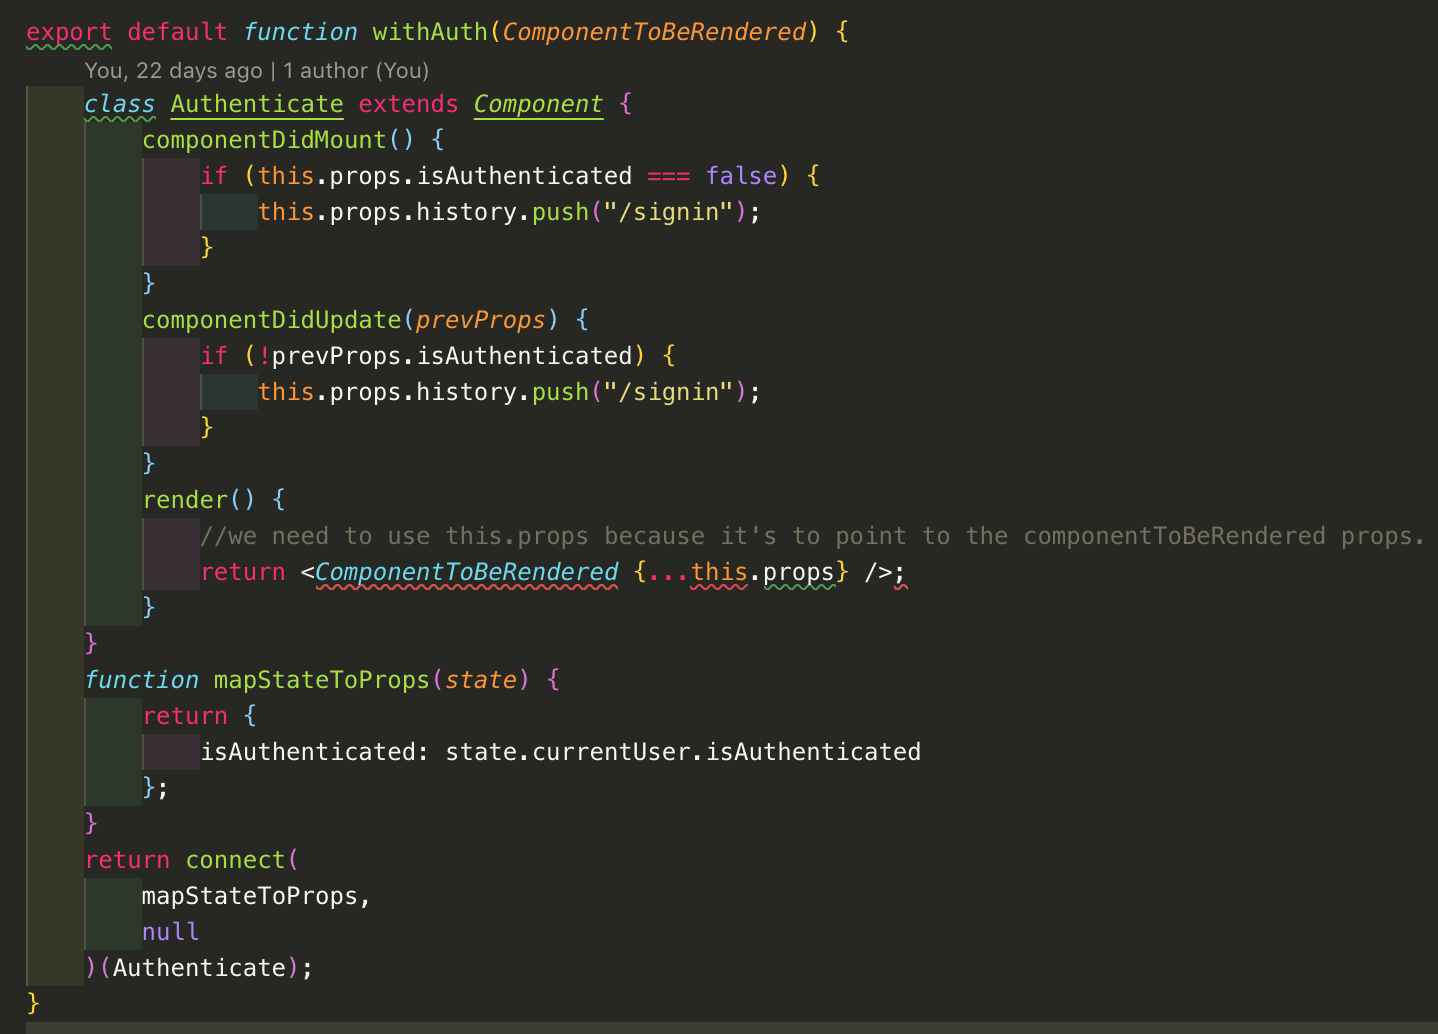 export default function withAuth(ComponentToBeRendered) {
You, 22 days ago | 1 author (You)
class Authenticate extends Component {
componentDidMount() {
if (this.props.isAuthenticated === false) {
this.props.history.push("/signin");
}
}
componentDidUpdate(prevProps) {
if (!prevProps.isAuthenticated) {
this.props.history.push("/signin");
}
}
render() {
//we need to use this.props because it's to point to the componentToBeRendered props.
return <ComponentToBeRendered {...this.props} />;
}
}
function mapStateToProps(state) {
return {
isAuthenticated: state.currentUser.isAuthenticated
};
}
return connect(
mapStateToProps,
null
)(Authenticate);
}